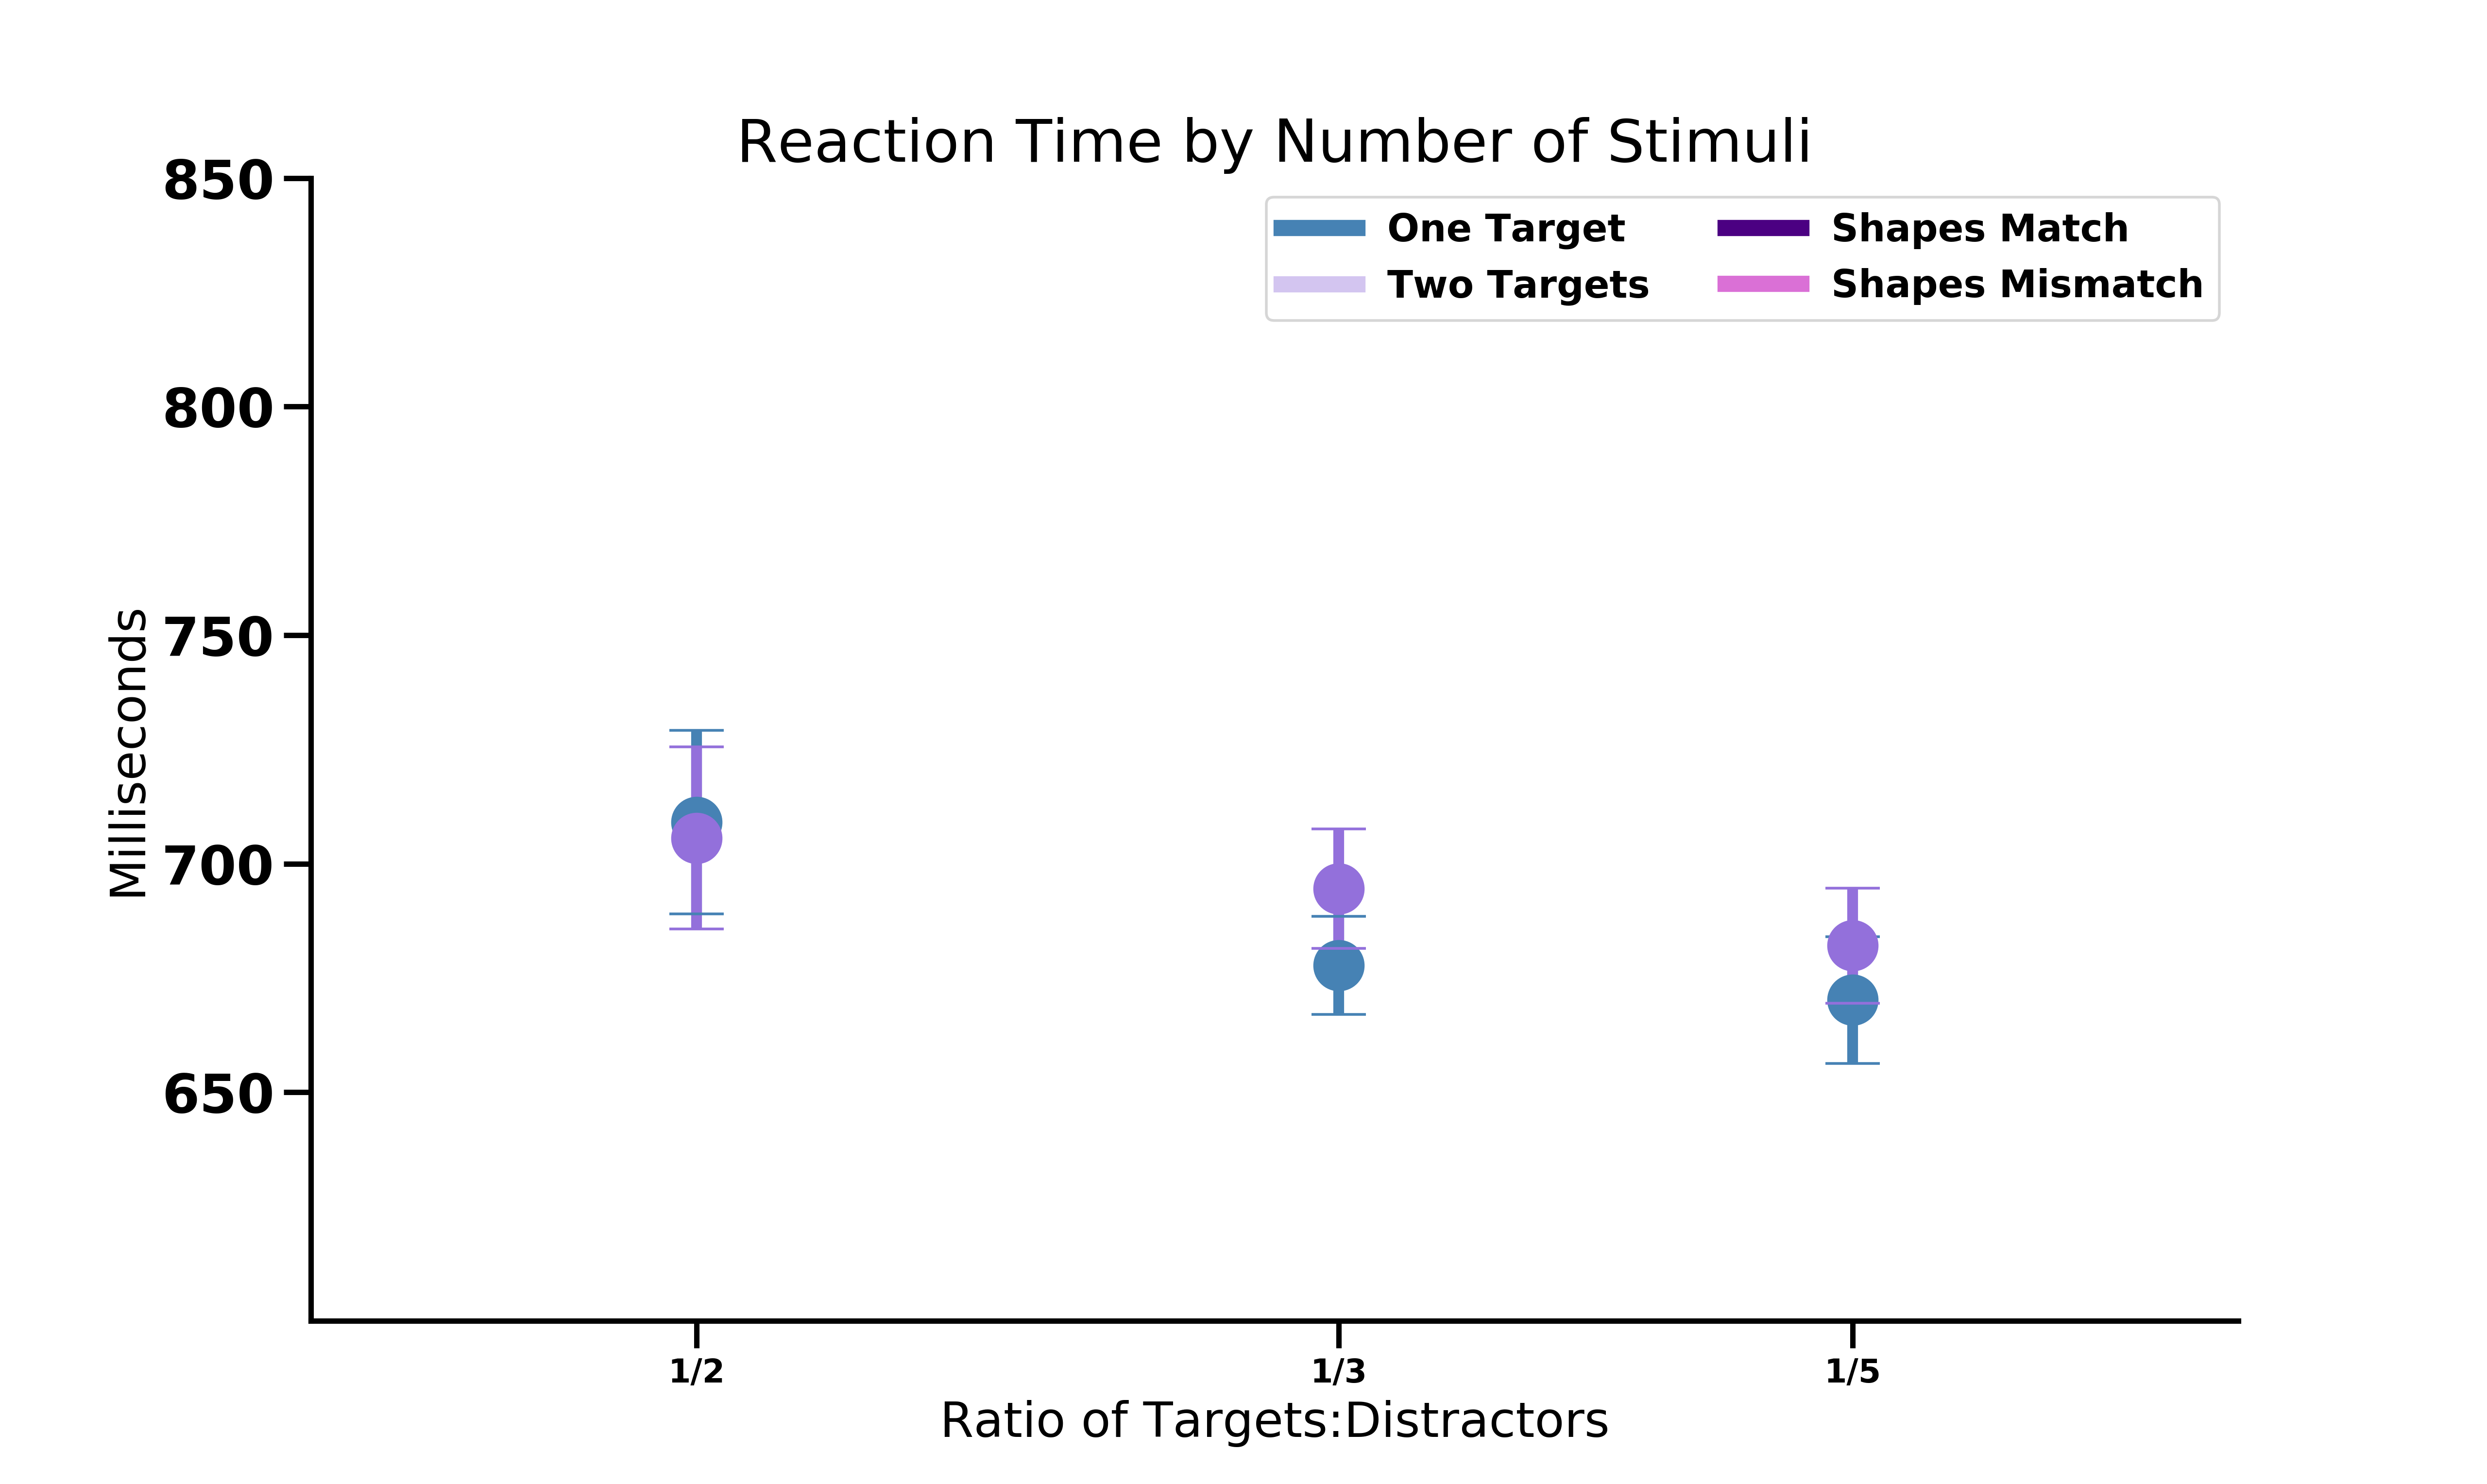 Reaction Time by Number of Stimuli
One Target
Two Targets
Shapes Match
Shapes Mismatch
850
800
750
700
650
Milliseconds
1/2 1/3 1/5
Ratio of Targets:Distractors